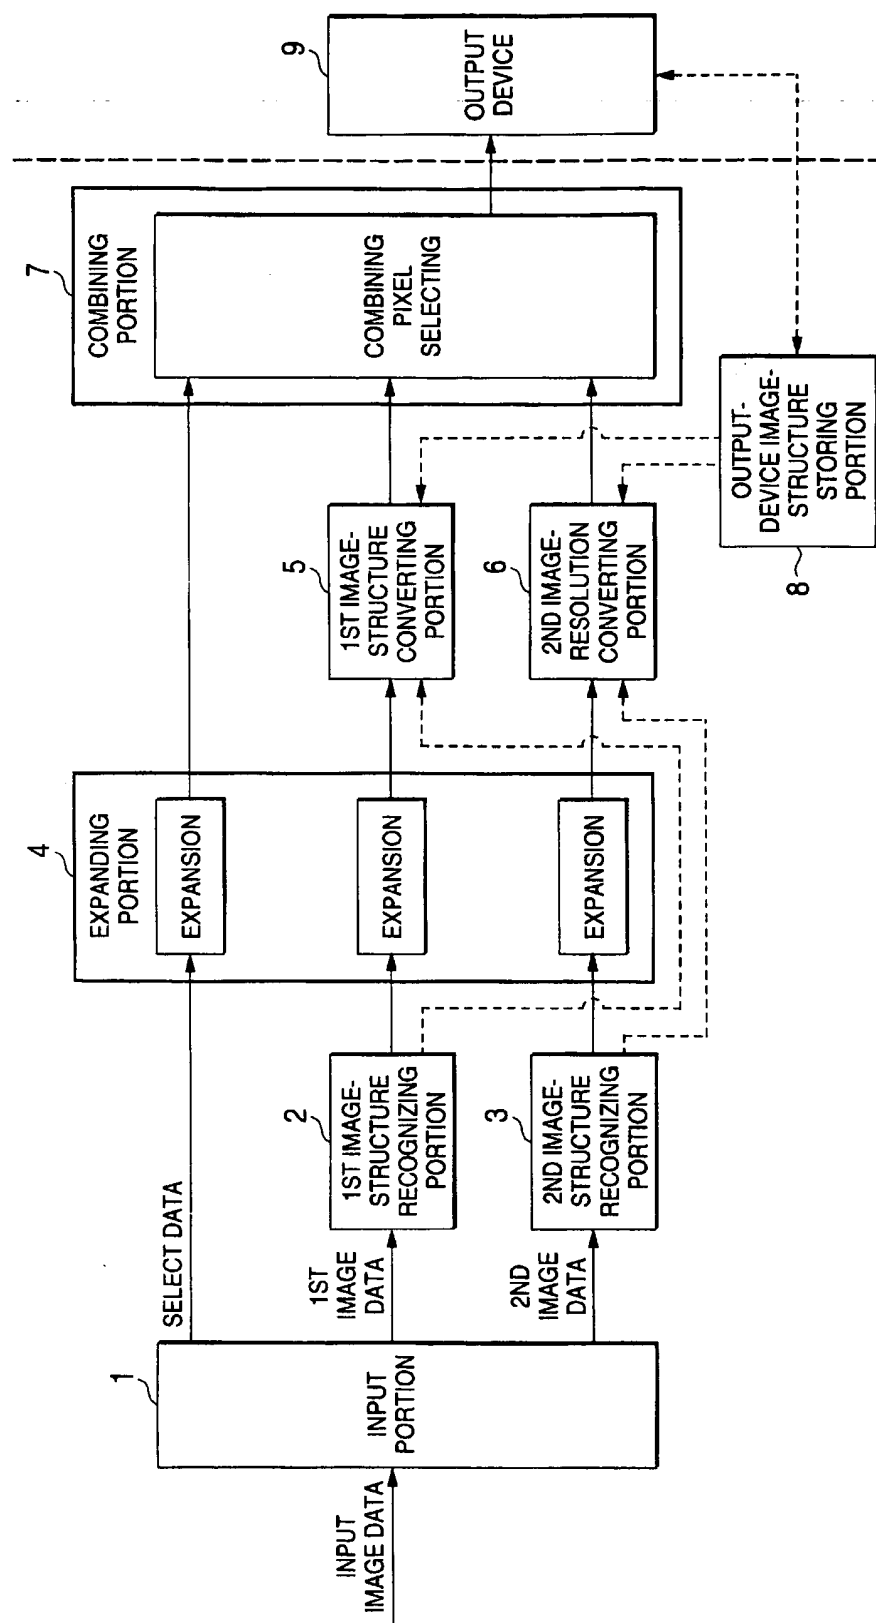 INPUT
IMAGE DATA
1
INPUT
PORTION
SELECT DATA
1ST
IMAGE
DATA
2ND
IMAGE
DATA
2
1ST IMAGE-
STRUCTURE
RECOGNIZING
PORTION
3
2ND IMAGE-
STRUCTURE
RECOGNIZING
PORTION
4
EXPANDING
PORTION
EXPANSION
EXPANSION
EXPANSION
5
1ST IMAGE-
STRUCTURE
CONVERTING
PORTION
6
2ND IMAGE-
RESOLUTION
CONVERTING
PORTION
7
COMBINING
PORTION
COMBINING
PIXEL
SELECTING
8
OUTPUT-
DEVICE IMAGE-
STRUCTURE
STORING
PORTION
9
OUTPUT
DEVICE